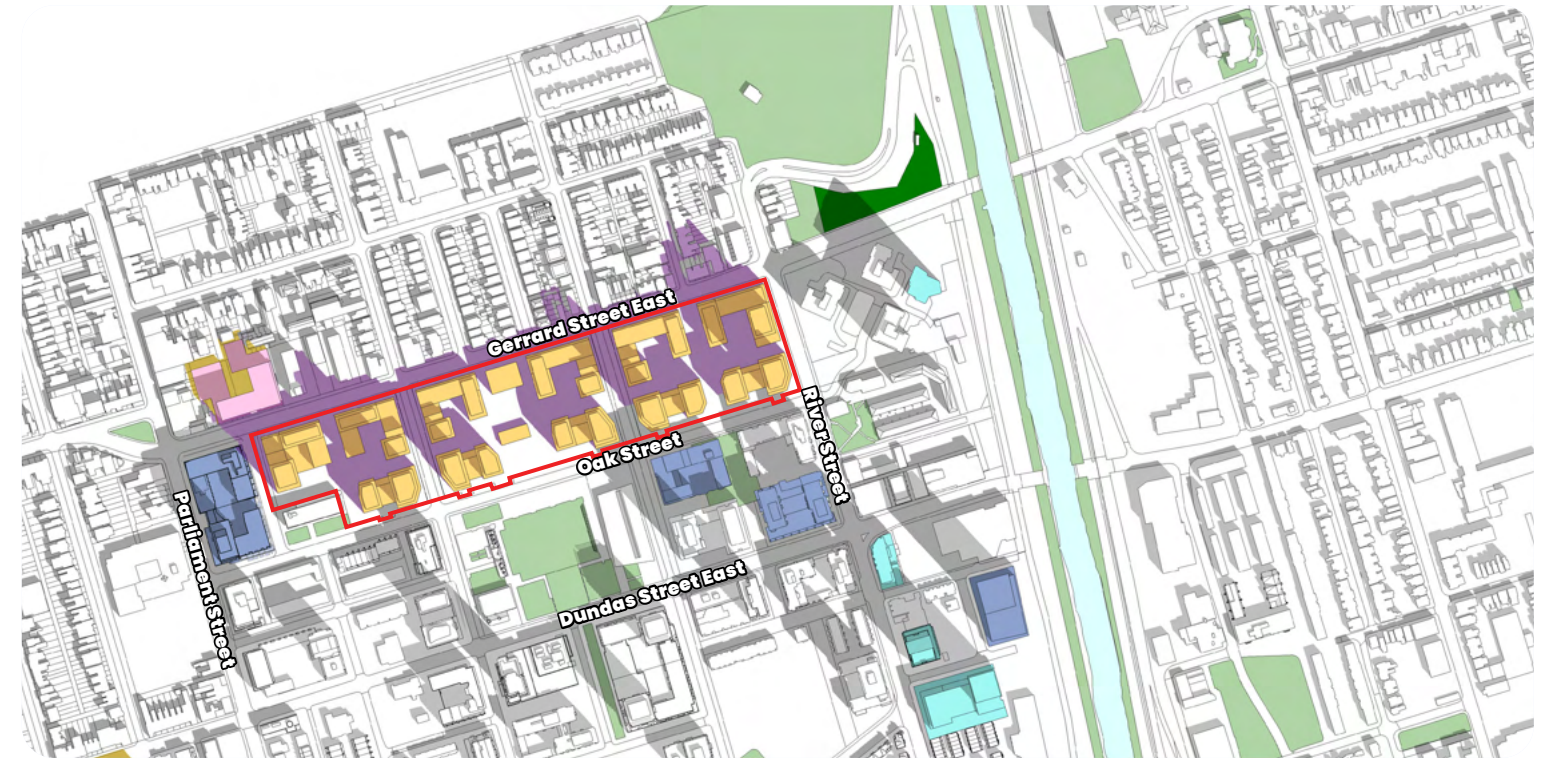 Gerrard Street East
Oak Street
River Street
Parliament Street
Dundas Street East